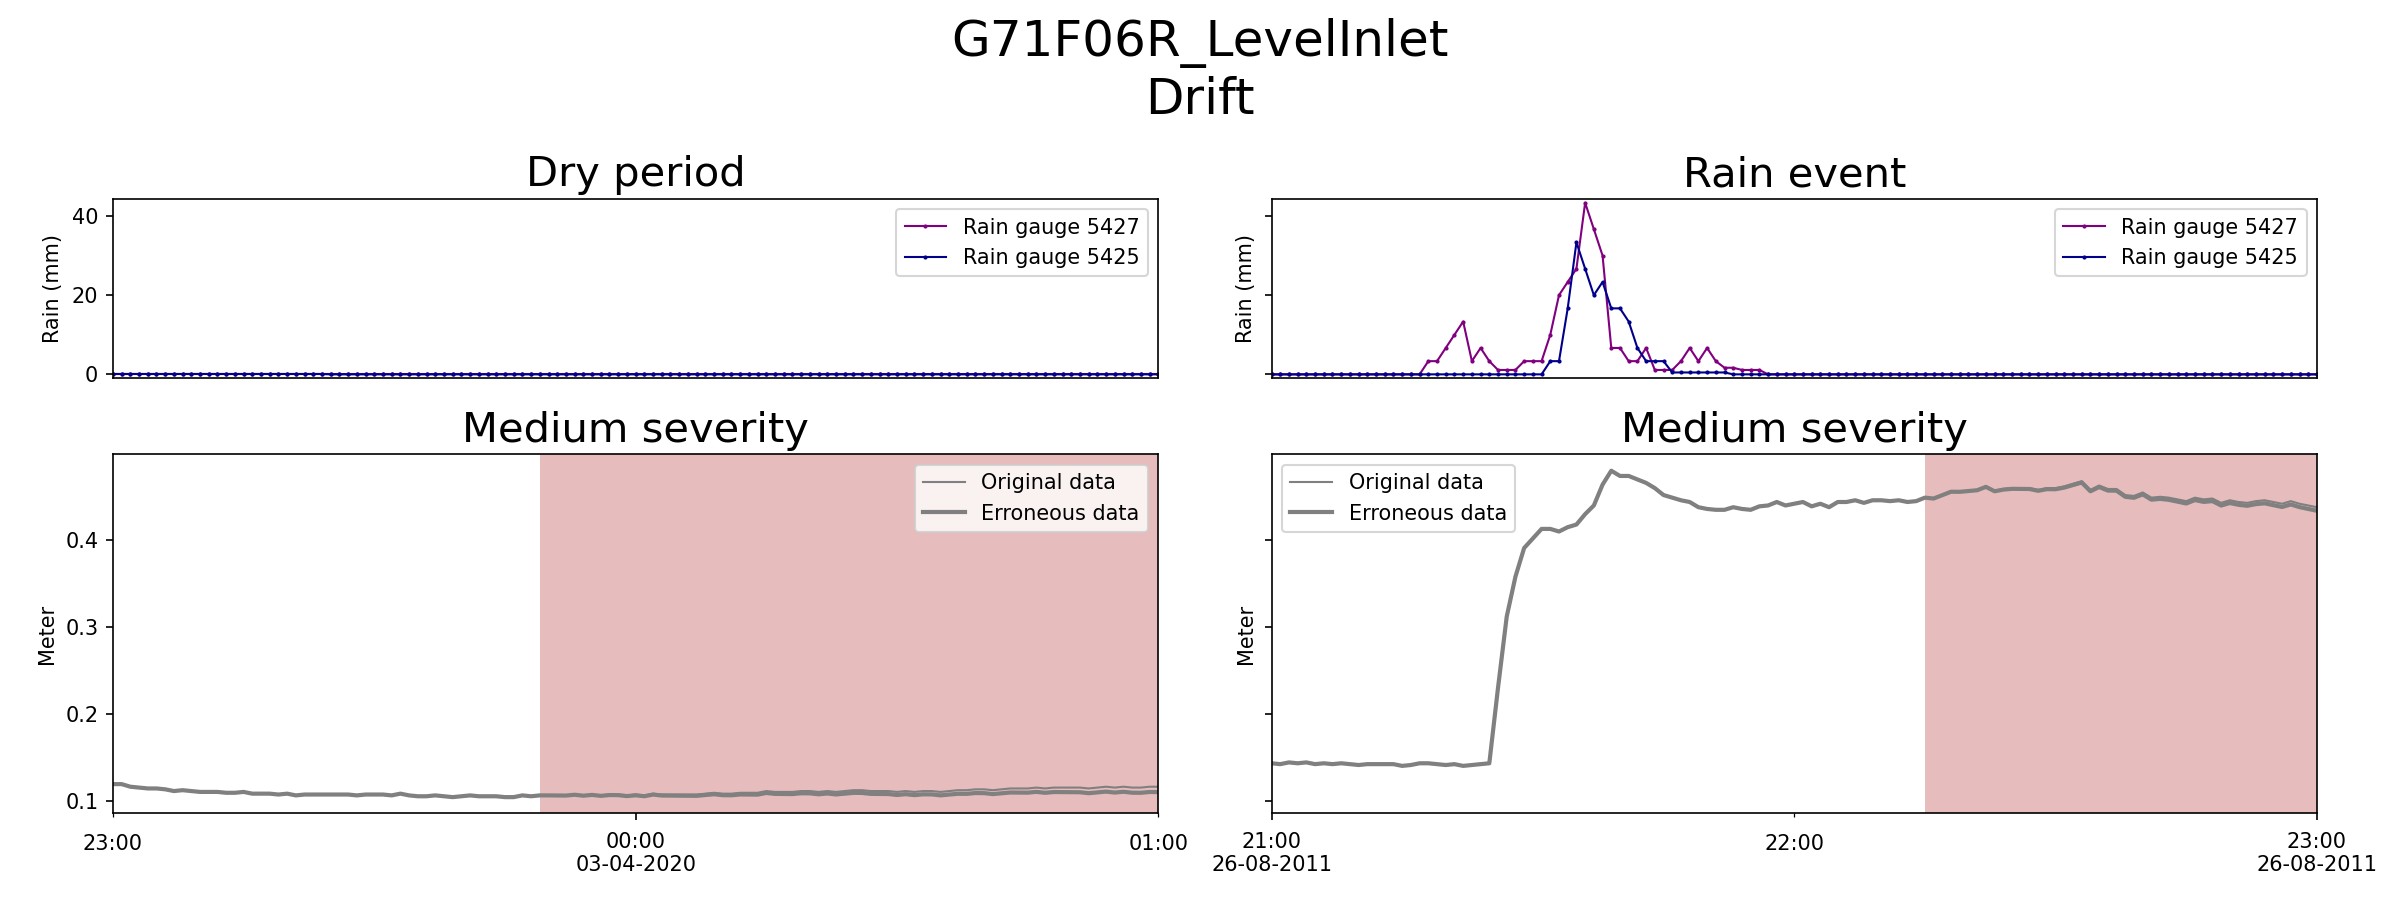 G71F06R_LevelInlet
Drift
Dry period
Rain event
40
20
0
Rain (mm)
Rain gauge 5427
Rain gauge 5425
Rain (mm)
Rain gauge 5427
Rain gauge 5425
Medium severity
Medium severity
0.4
0.3
0.2
0.1
Meter
Original data
Erroneous data
Meter
Original data
Erroneous data
23:00
00:00
03-04-2020
01:00
21:00
26-08-2011
22:00
23:00
26-08-2011